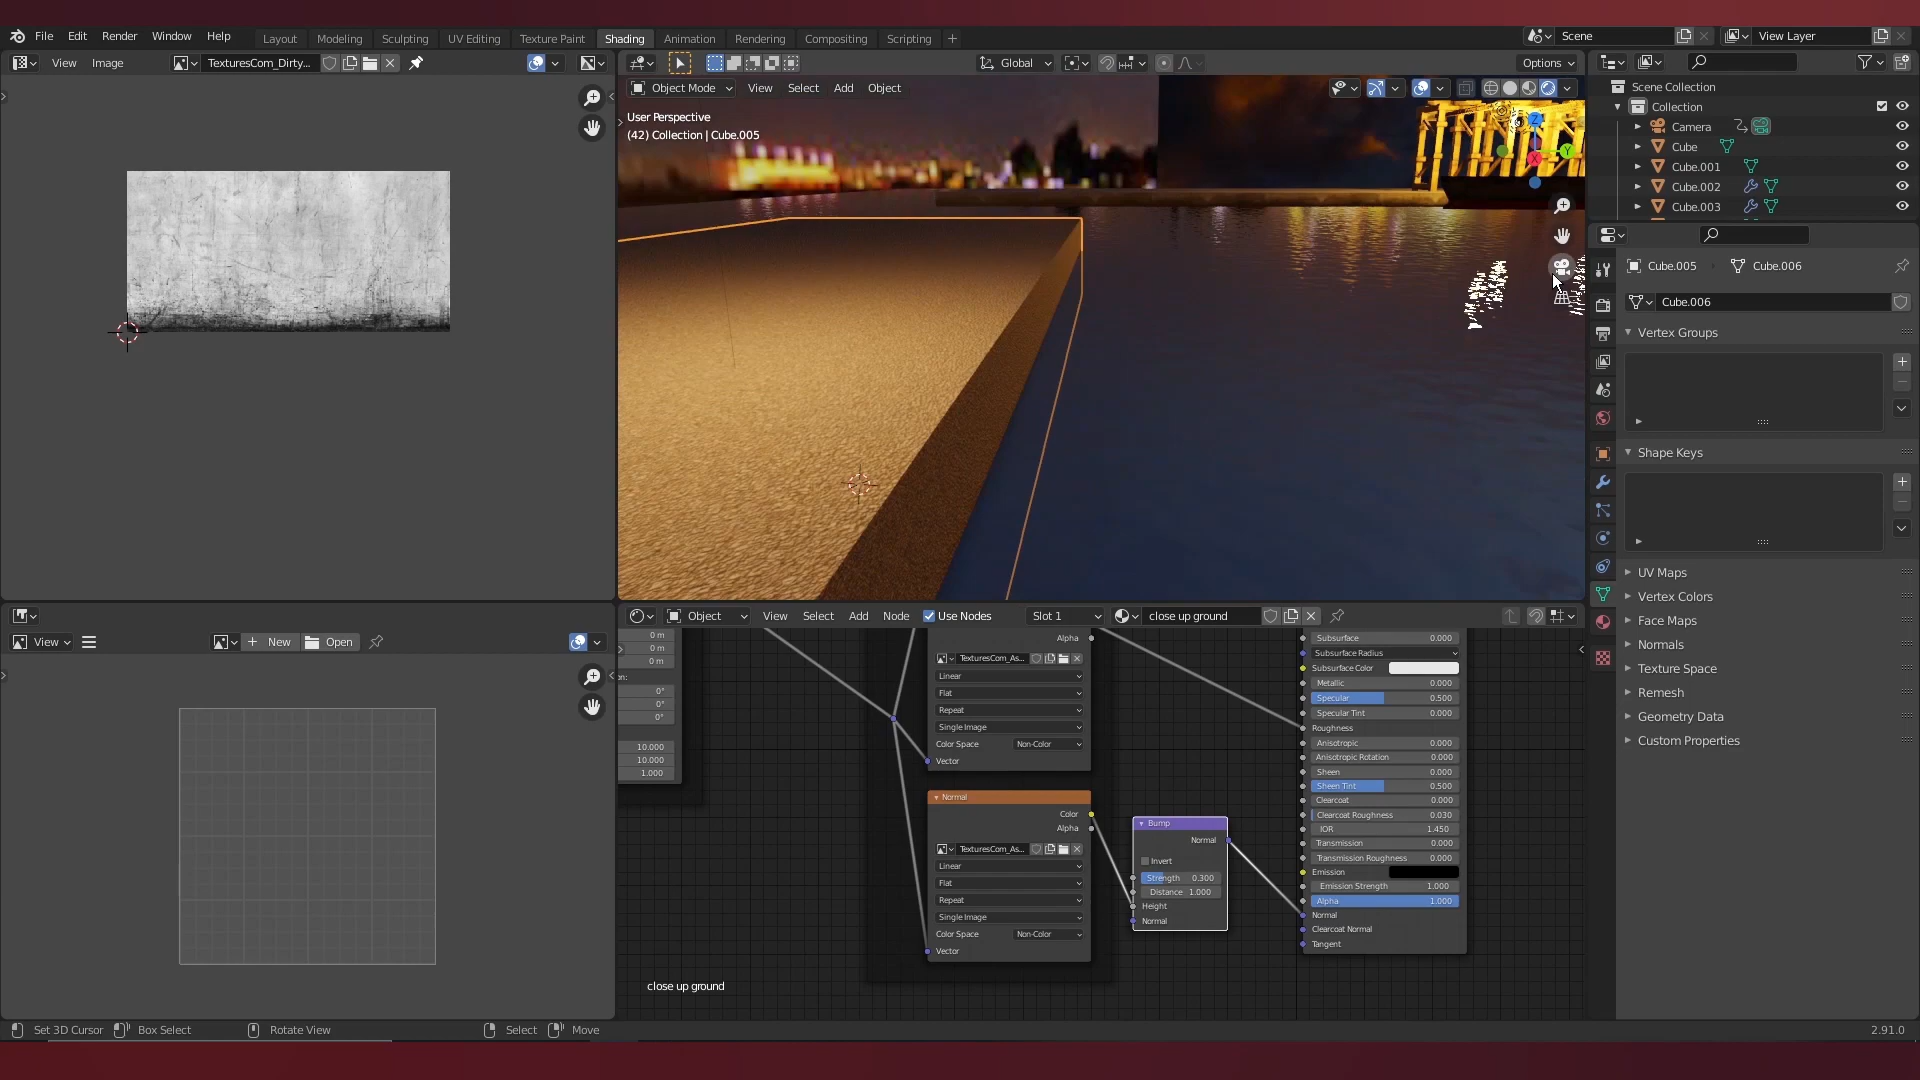 File Edit Render Window Help
Layout Modeling Sculpting UV Editing Texture Paint Shading Animation Rendering Compositing Scripting +
Scene
View Layer
View Image TexturesCom_Dirty...
Global
Options
Object Mode View Select Add Object
User Perspective
(42) Collection | Cube.005
Z
Y
X
Scene Collection
Collection
Camera
Cube
Cube.001
Cube.002
Cube.003
Cube.005 Cube.006
Cube.006
Vertex Groups
Shape Keys
UV Maps
Vertex Colors
Face Maps
Normals
Texture Space
Remesh
Geometry Data
Custom Properties
View
New Open
Object View Select Add Node Use Nodes Slot 1 close up ground
0 m
0 m
0 m
on:
0°
0°
0°
10.000
10.000
1.000
Alpha
TexturesCom_As...
Linear
Flat
Repeat
Single Image
Color Space Non-Color
Vector
Normal
Color
Alpha
TexturesCom_As...
Linear
Flat
Repeat
Single Image
Color Space Non-Color
Vector
Bump
Normal
Invert
Strength 0.300
Distance 1.000
Height
Normal
Subsurface 0.000
Subsurface Radius
Subsurface Color
Metallic 0.000
Specular 0.500
Specular Tint 0.000
Roughness
Anisotropic 0.000
Anisotropic Rotation 0.000
Sheen 0.000
Sheen Tint 0.500
Clearcoat 0.000
Clearcoat Roughness 0.030
IOR 1.450
Transmission 0.000
Transmission Roughness 0.000
Emission
Emission Strength 1.000
Alpha 1.000
Normal
Clearcoat Normal
Tangent
close up ground
Set 3D Cursor Box Select Rotate View Select Move 2.91.0